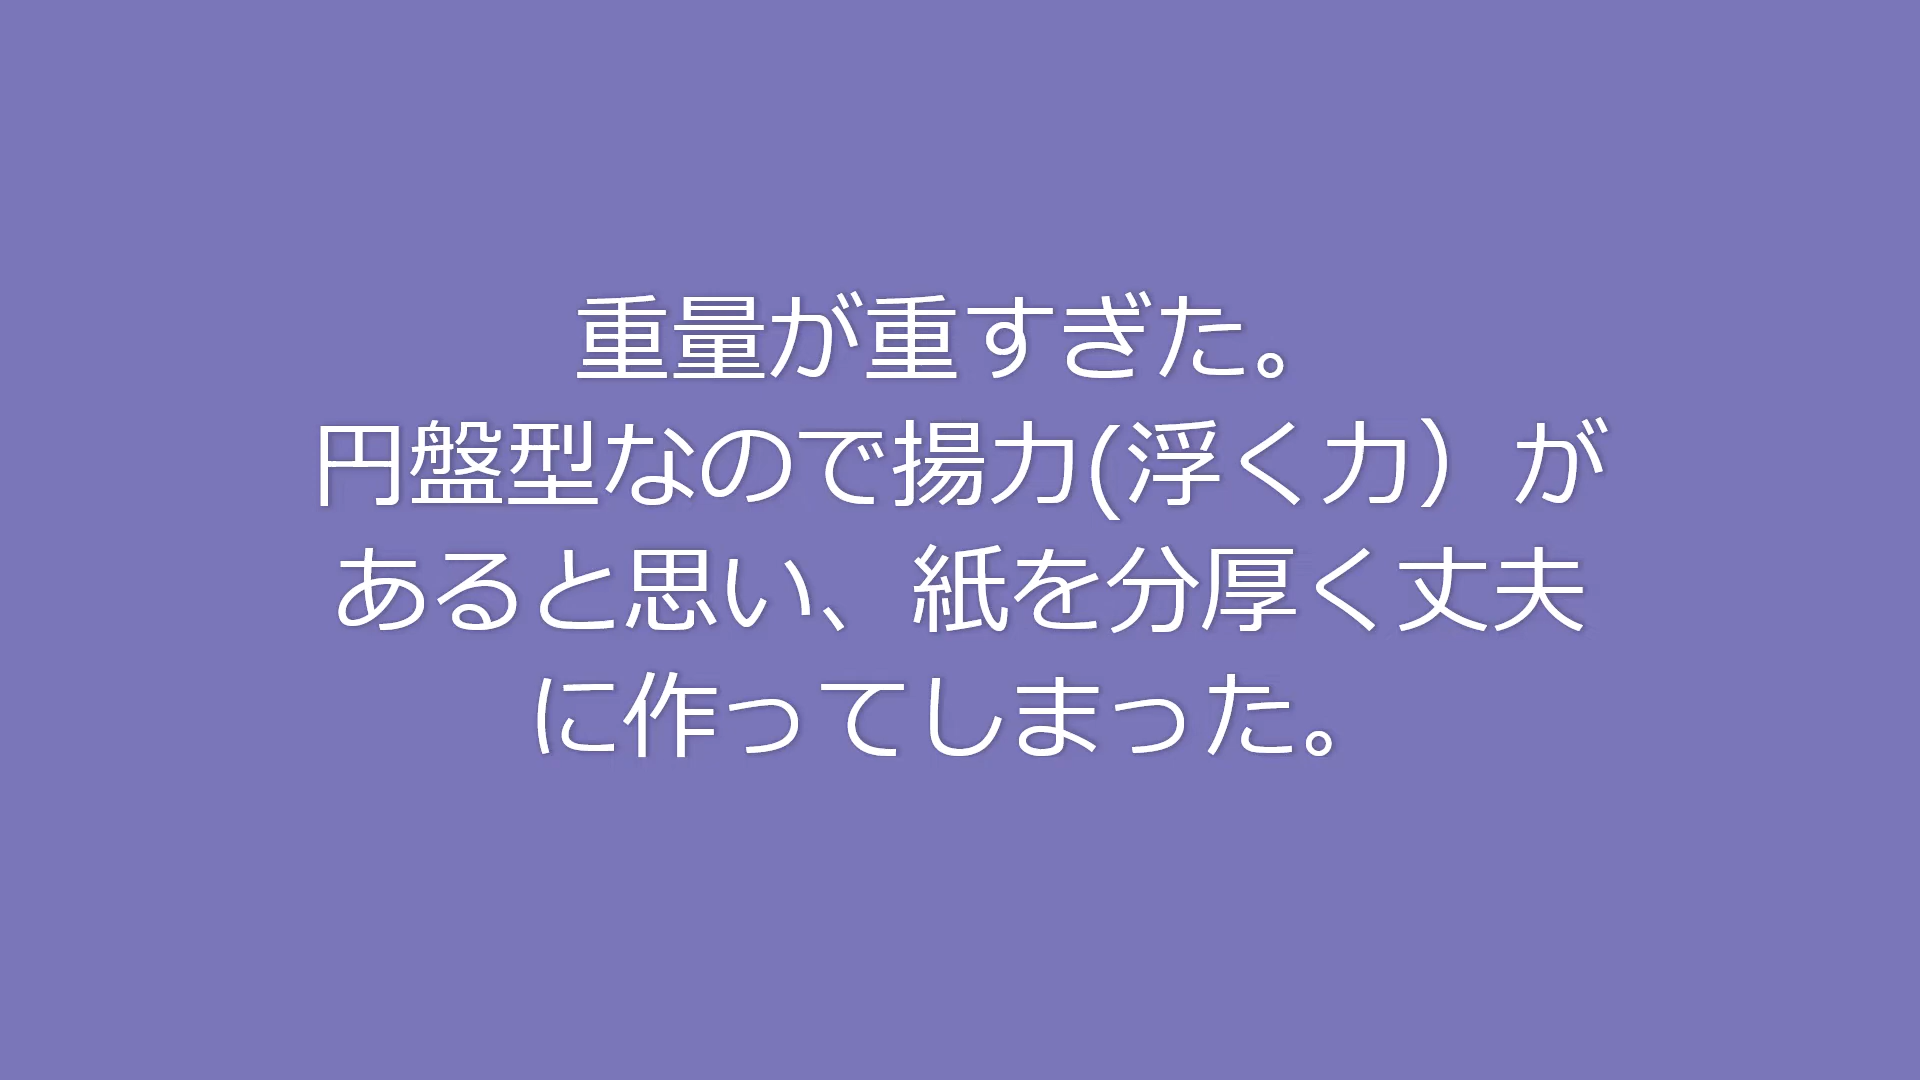 重量が重すぎた。
円盤型なので揚力(浮く力）が
あると思い、紙を分厚く丈夫
に作ってしまった。